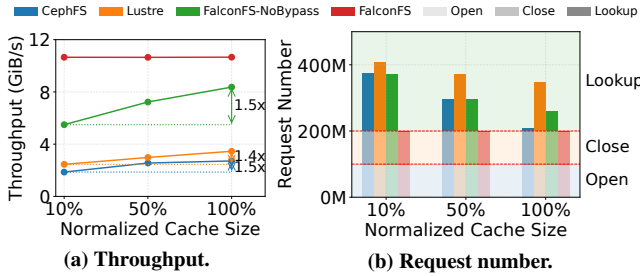 CephFS Lustre FalconFS-NoBypass FalconFS Open Close Lookup
Throughput (GiB/s)
12
8
4
0
1.5x
1.4x
1.5x
10% 50% 100%
Normalized Cache Size
(a) Throughput.
Request Number
400M
200M
0M
Lookup
Close
Open
10% 50% 100%
Normalized Cache Size
(b) Request number.